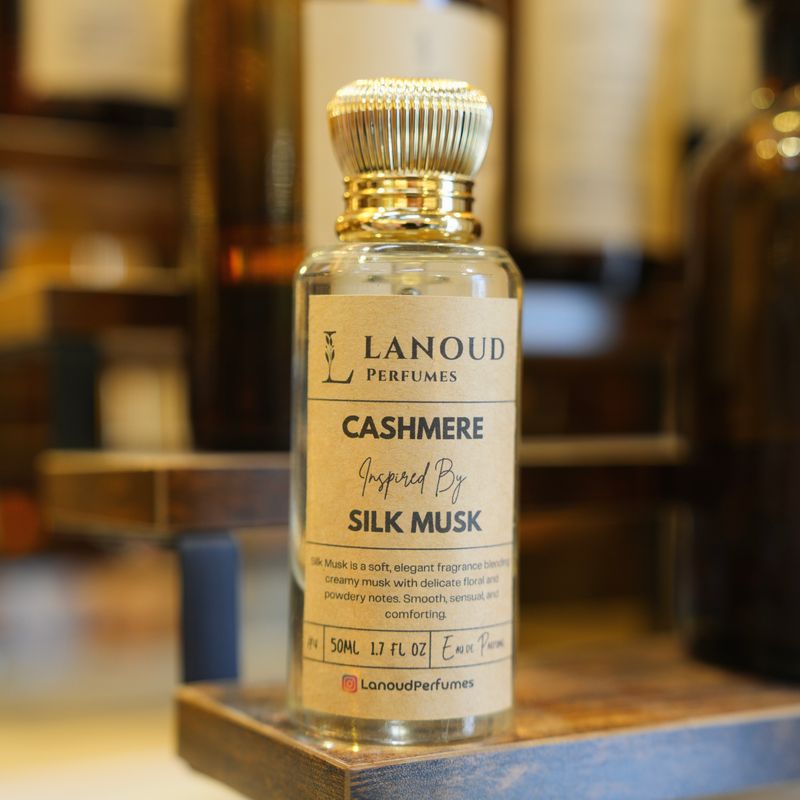 LANOUD
PERFUMES
CASHMERE
Inspired By
SILK MUSK
Silk Musk is a soft, elegant fragrance blending
creamy musk with delicate floral and
powdery notes. Smooth, sensual, and
comforting.
50ML 1.7 FL OZ EAU DE PARFUM
LanoudPerfumes